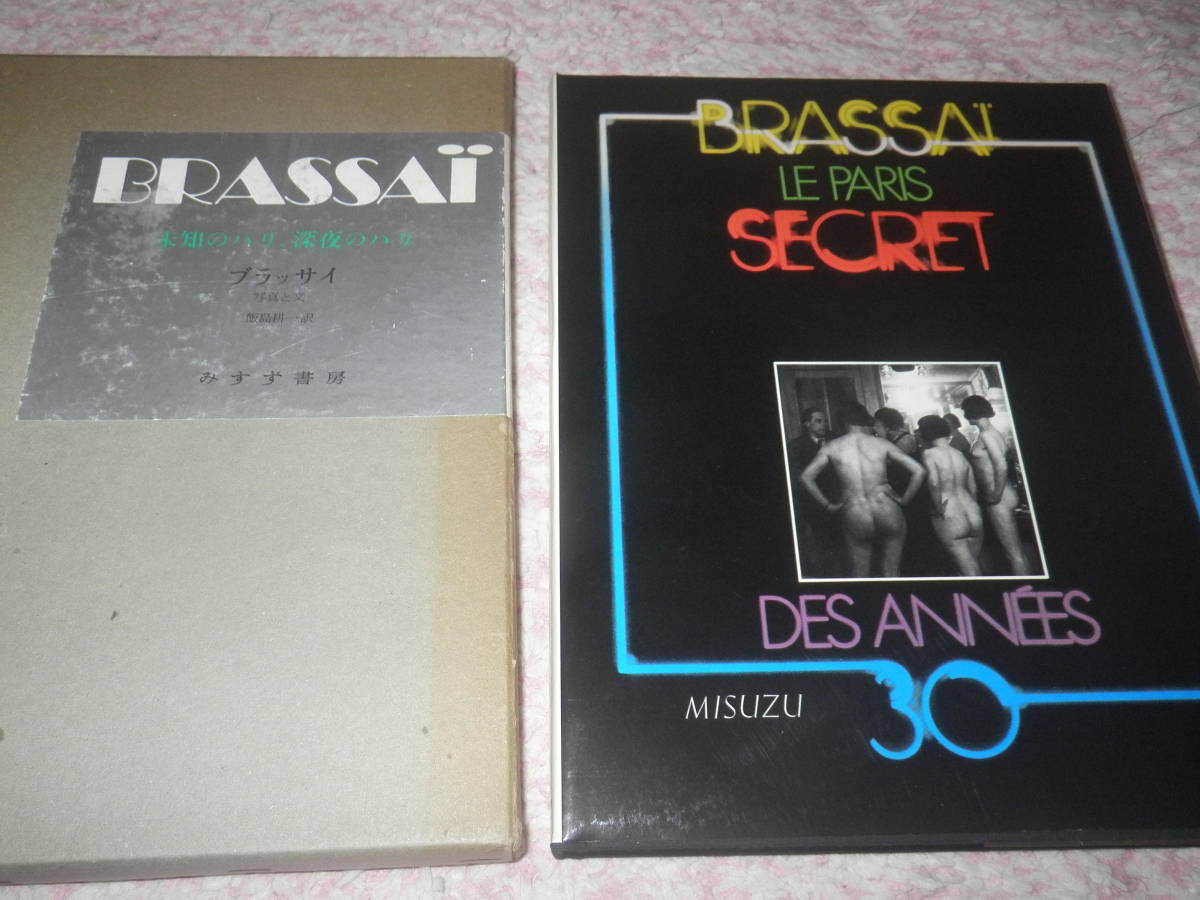 BRASSAÏ
未知のパリ、深夜のパリ
ブラッサイ
写真と文
飯島耕一訳
みすず書房
BRASSAÏ
LE PARIS
SECRET
DES ANNÉES
30
MISUZU